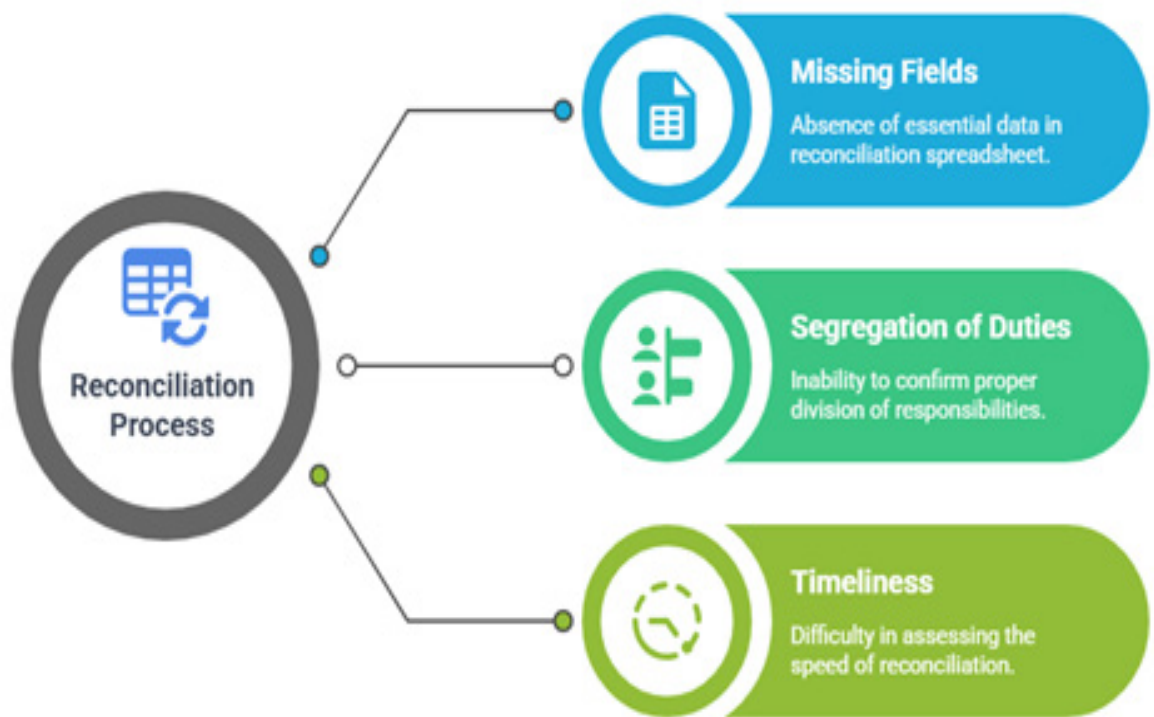 Reconciliation
Process
Missing Fields
Absence of essential data in
reconciliation spreadsheet.
Segregation of Duties
Inability to confirm proper
division of responsibilities.
Timeliness
Difficulty in assessing the
speed of reconciliation.